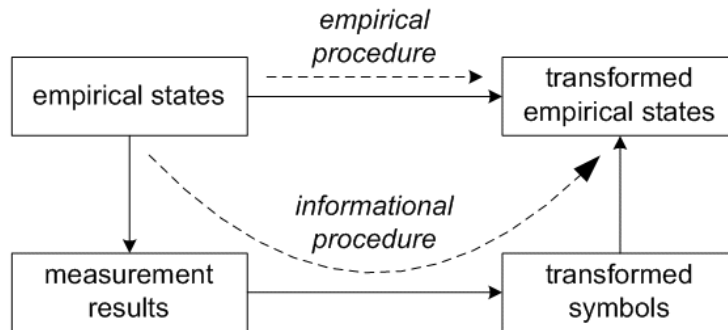 empirical
procedure
empirical states
transformed
empirical states
informational
procedure
measurement
results
transformed
symbols